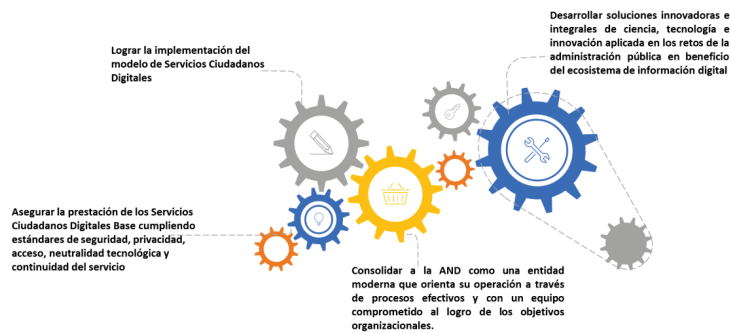 Lograr la implementación del
modelo de Servicios Ciudadanos
Digitales
Desarrollar soluciones innovadoras e
integrales de ciencia, tecnología e
innovación aplicada en los retos de la
administración pública en beneficio
del ecosistema de información digital
Asegurar la prestación de los Servicios
Ciudadanos Digitales Base cumpliendo
estándares de seguridad, privacidad,
acceso, neutralidad tecnológica y
continuidad del servicio
Consolidar a la AND como una entidad
moderna que orienta su operación a través
de procesos efectivos y con un equipo
comprometido al logro de los objetivos
organizacionales.